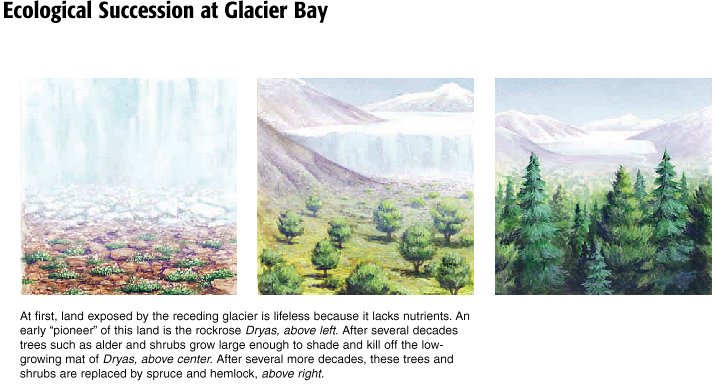 Ecological Succession at Glacier Bay
At first, land exposed by the receding glacier is lifeless because it lacks nutrients. An
early “pioneer” of this land is the rockrose Dryas, above left. After several decades
trees such as alder and shrubs grow large enough to shade and kill off the low-
growing mat of Dryas, above center. After several more decades, these trees and
shrubs are replaced by spruce and hemlock, above right.